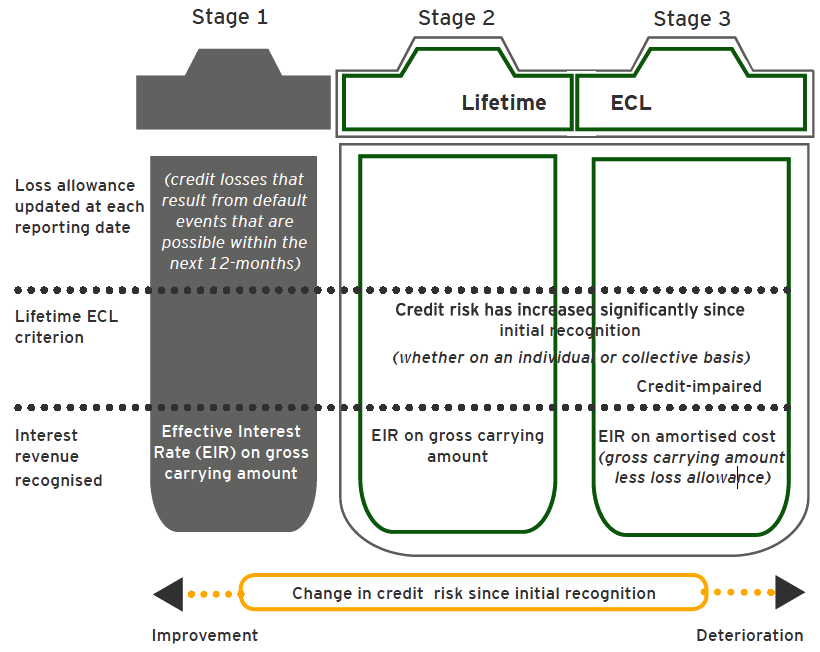 Stage 1
Stage 2
Stage 3
Lifetime
ECL
Loss allowance
updated at each
reporting date
(credit losses that
result from default
events that are
possible within the
next 12-months)
Lifetime ECL
criterion
Credit risk has increased significantly since
initial recognition
(whether on an individual or collective basis)
Credit-impaired
Interest
revenue
recognised
Effective Interest
Rate (EIR) on gross
carrying amount
EIR on gross carrying
amount
EIR on amortised cost
(gross carrying amount
less loss allowance)
Change in credit risk since initial recognition
Improvement
Deterioration